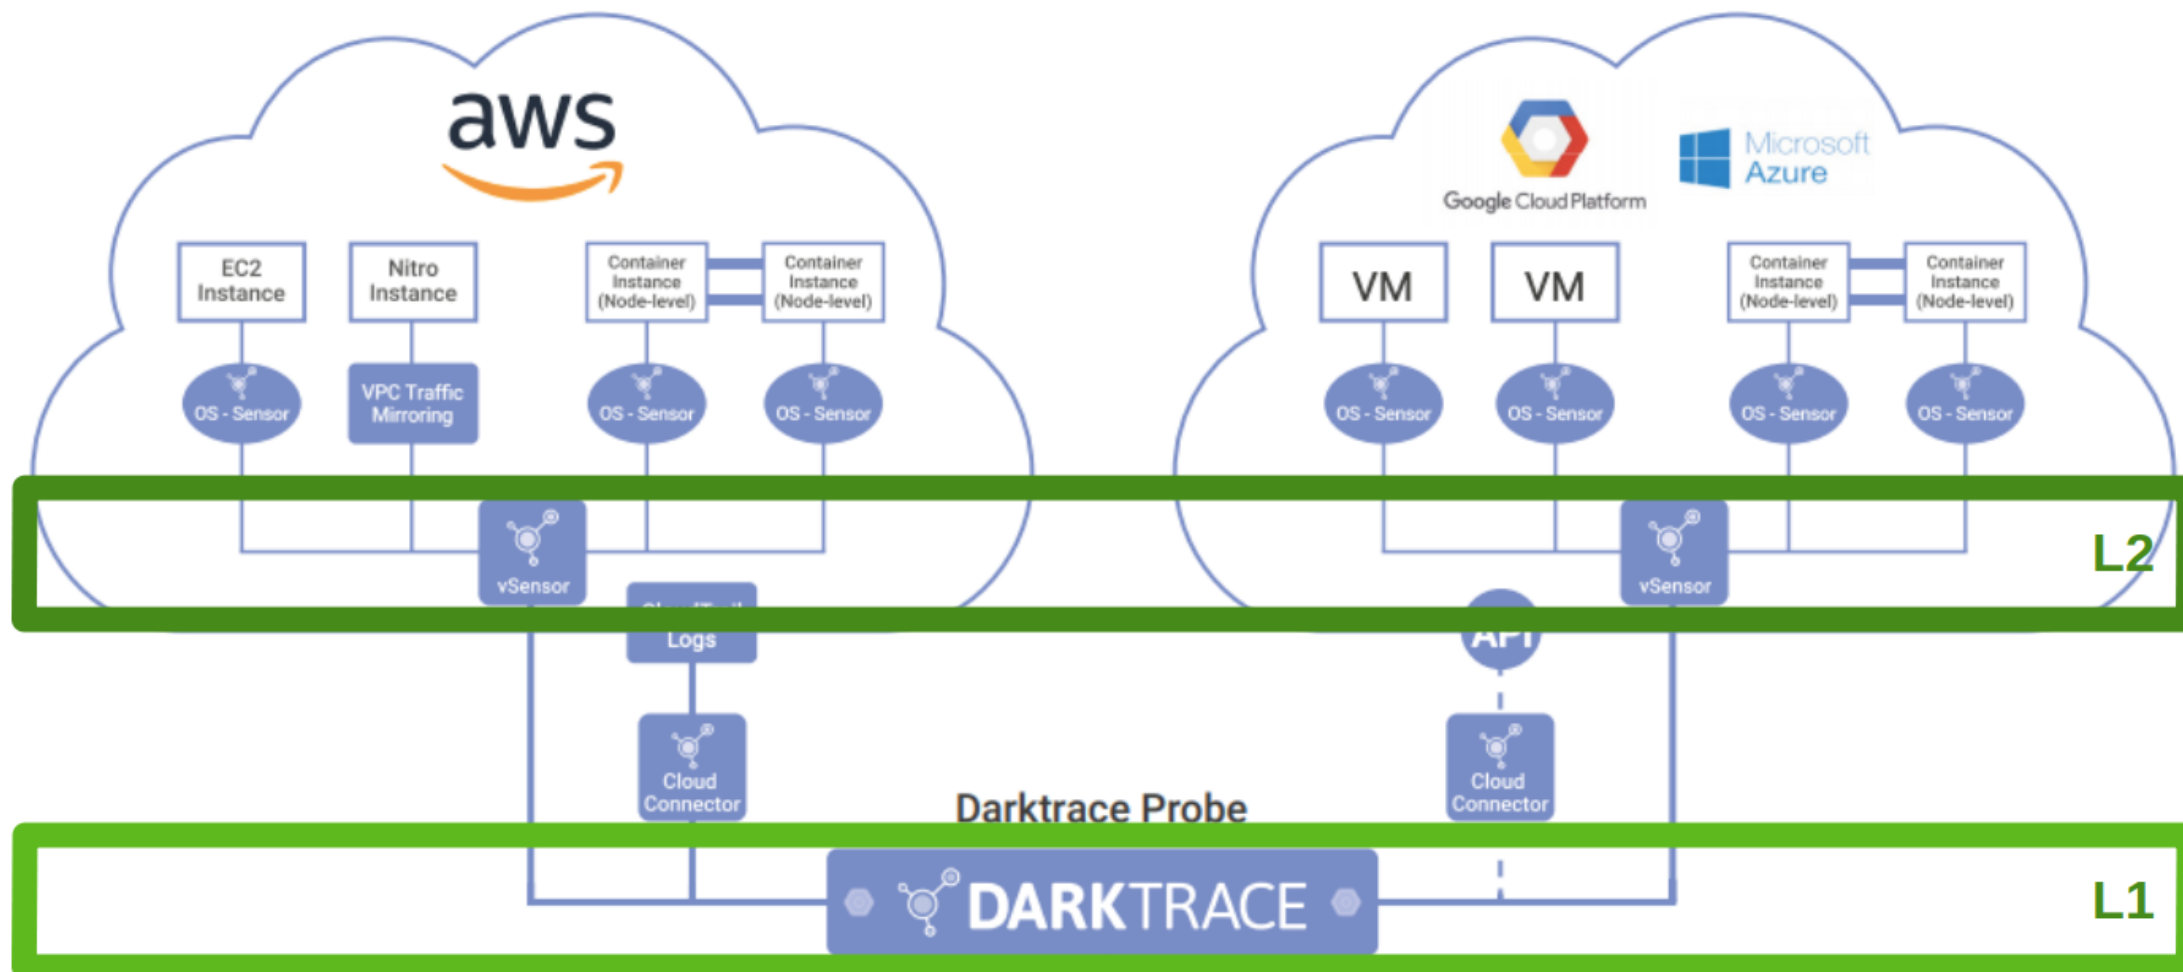 aws
Google Cloud Platform
Microsoft
Azure
EC2
Instance
Nitro
Instance
Container
Instance
(Node-level)
Container
Instance
(Node-level)
VM
VM
Container
Instance
(Node-level)
Container
Instance
(Node-level)
OS - Sensor
VPC Traffic
Mirroring
OS - Sensor
OS - Sensor
OS - Sensor
OS - Sensor
OS - Sensor
OS - Sensor
vSensor
vSensor
L2
Logs
API
Cloud
Connector
Cloud
Connector
Darktrace Probe
DARKTRACE
L1